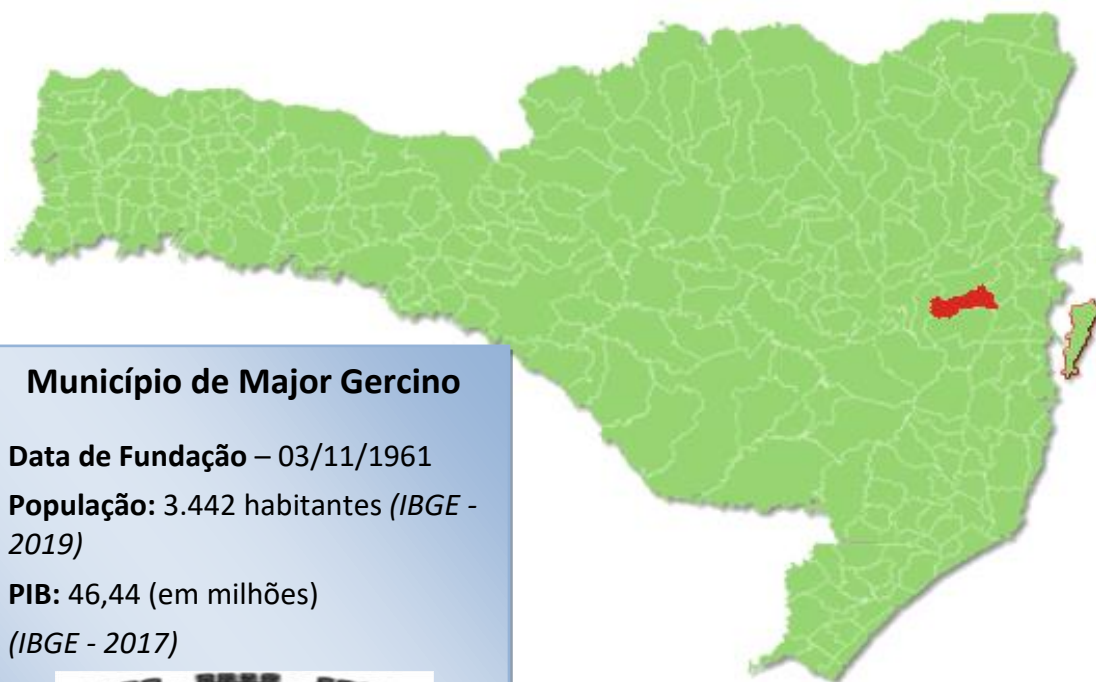 Município de Major Gercino
Data de Fundação – 03/11/1961
População: 3.442 habitantes (IBGE -
2019)
PIB: 46,44 (em milhões)
(IBGE - 2017)